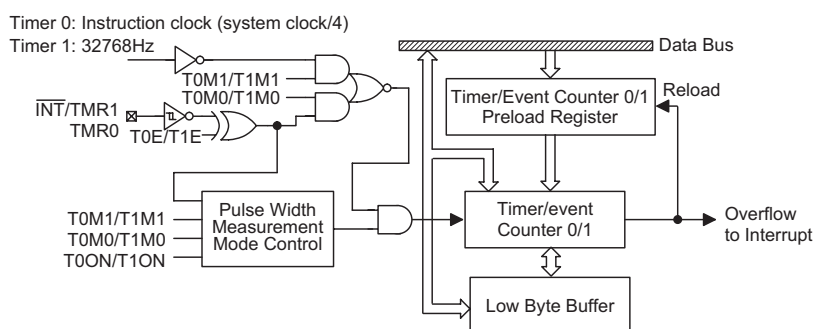 Timer 0: Instruction clock (system clock/4)
Timer 1: 32768Hz
Data Bus
T0M1/T1M1
T0M0/T1M0
Timer/Event Counter 0/1
Preload Register
Reload
INT/TMR1
TMR0
T0E/T1E
T0M1/T1M1
T0M0/T1M0
T0ON/T1ON
Pulse Width
Measurement
Mode Control
Timer/event
Counter 0/1
Overflow
to Interrupt
Low Byte Buffer